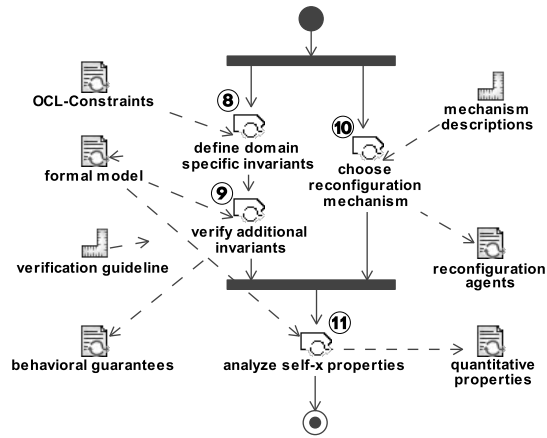 8
OCL-Constraints
10
define domain
specific invariants
mechanism
descriptions
choose
reconfiguration
mechanism
formal model
9
verify additional
invariants
verification guideline
reconfiguration
agents
11
behavioral guarantees
analyze self-x properties
quantitative
properties